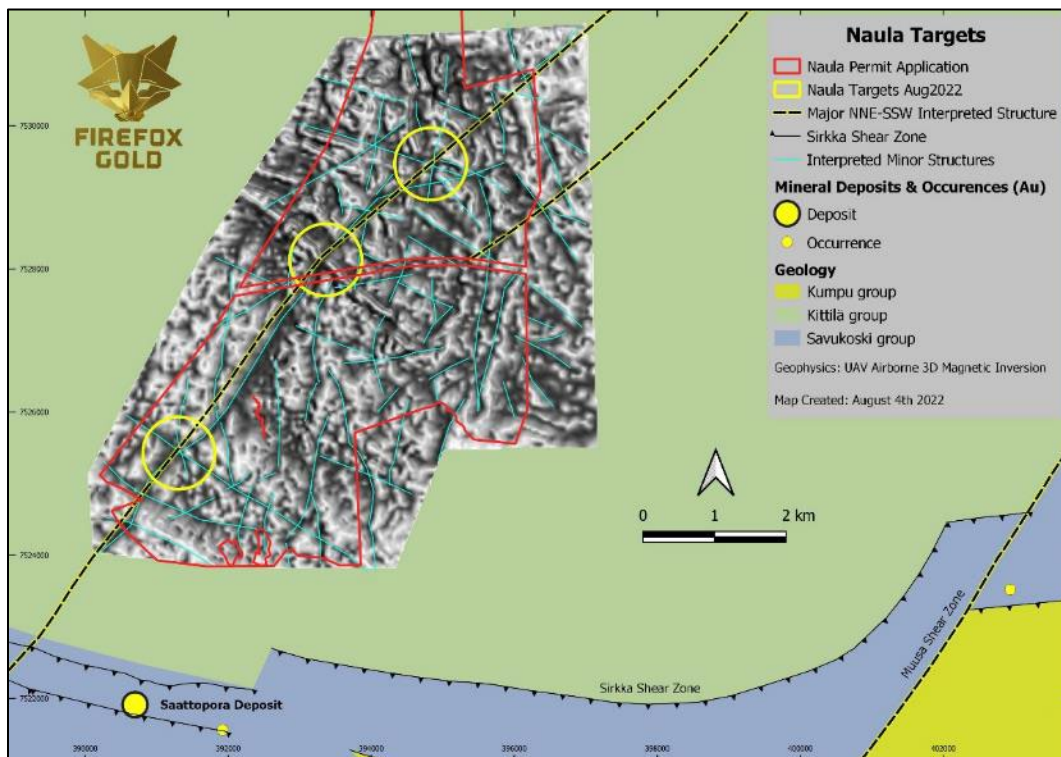 FIREFOX
GOLD
Naula Targets
Naula Permit Application
Naula Targets Aug2022
Major NNE-SSW Interpreted Structure
Sirkka Shear Zone
Interpreted Minor Structures
Mineral Deposits & Occurences (Au)
Deposit
Occurrence
Geology
Kumpu group
Kittilä group
Savukoski group
Geophysics: UAV Airborne 3D Magnetic Inversion
Map Created: August 4th 2022
7530000
7528000
7526000
7524000
7522000
0 1 2 km
Muusa Shear Zone
Sirkka Shear Zone
Saattopora Deposit
390000 392000 394000 396000 398000 400000 402000